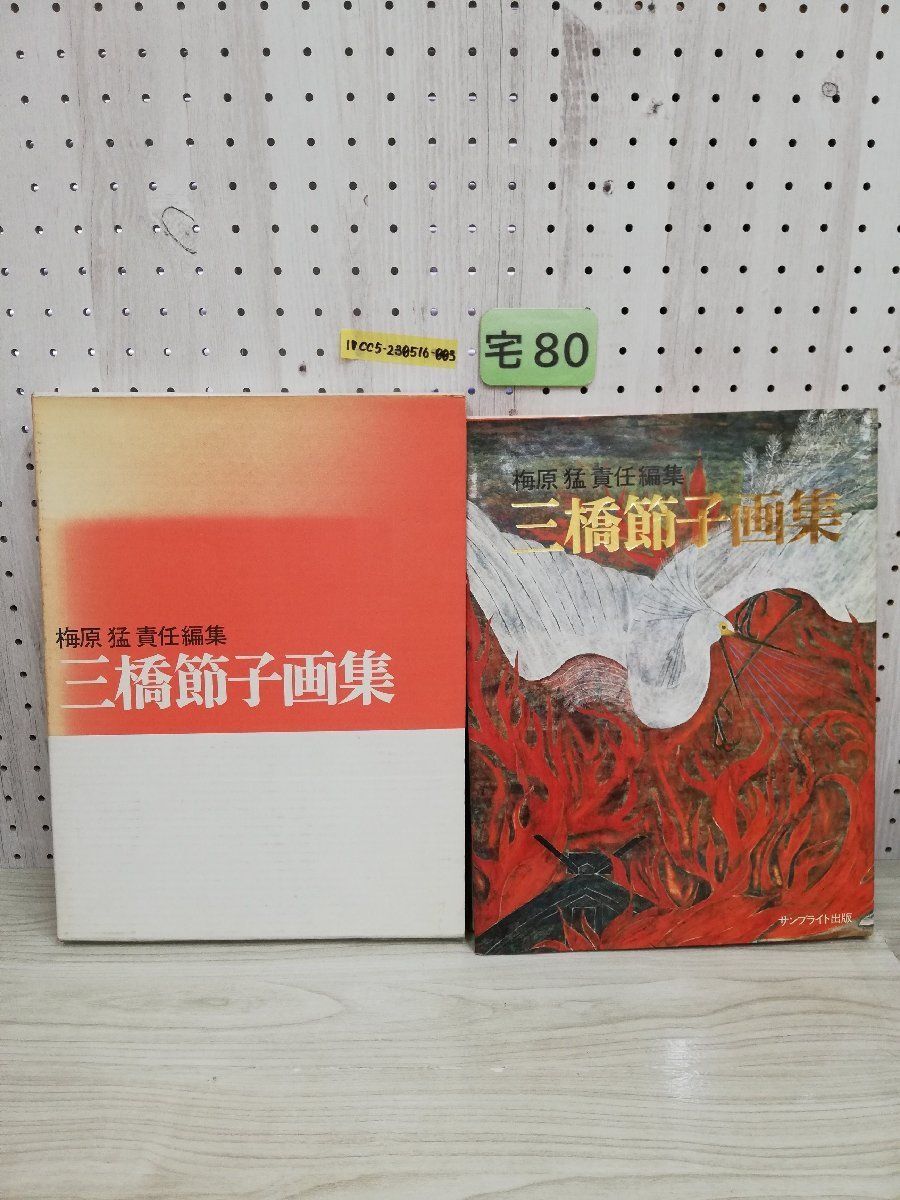 1PCC5-230516-003
宅80
梅原 猛 責任編集
三橋節子画集
梅原 猛 責任編集
三橋節子画集
サンブライト出版